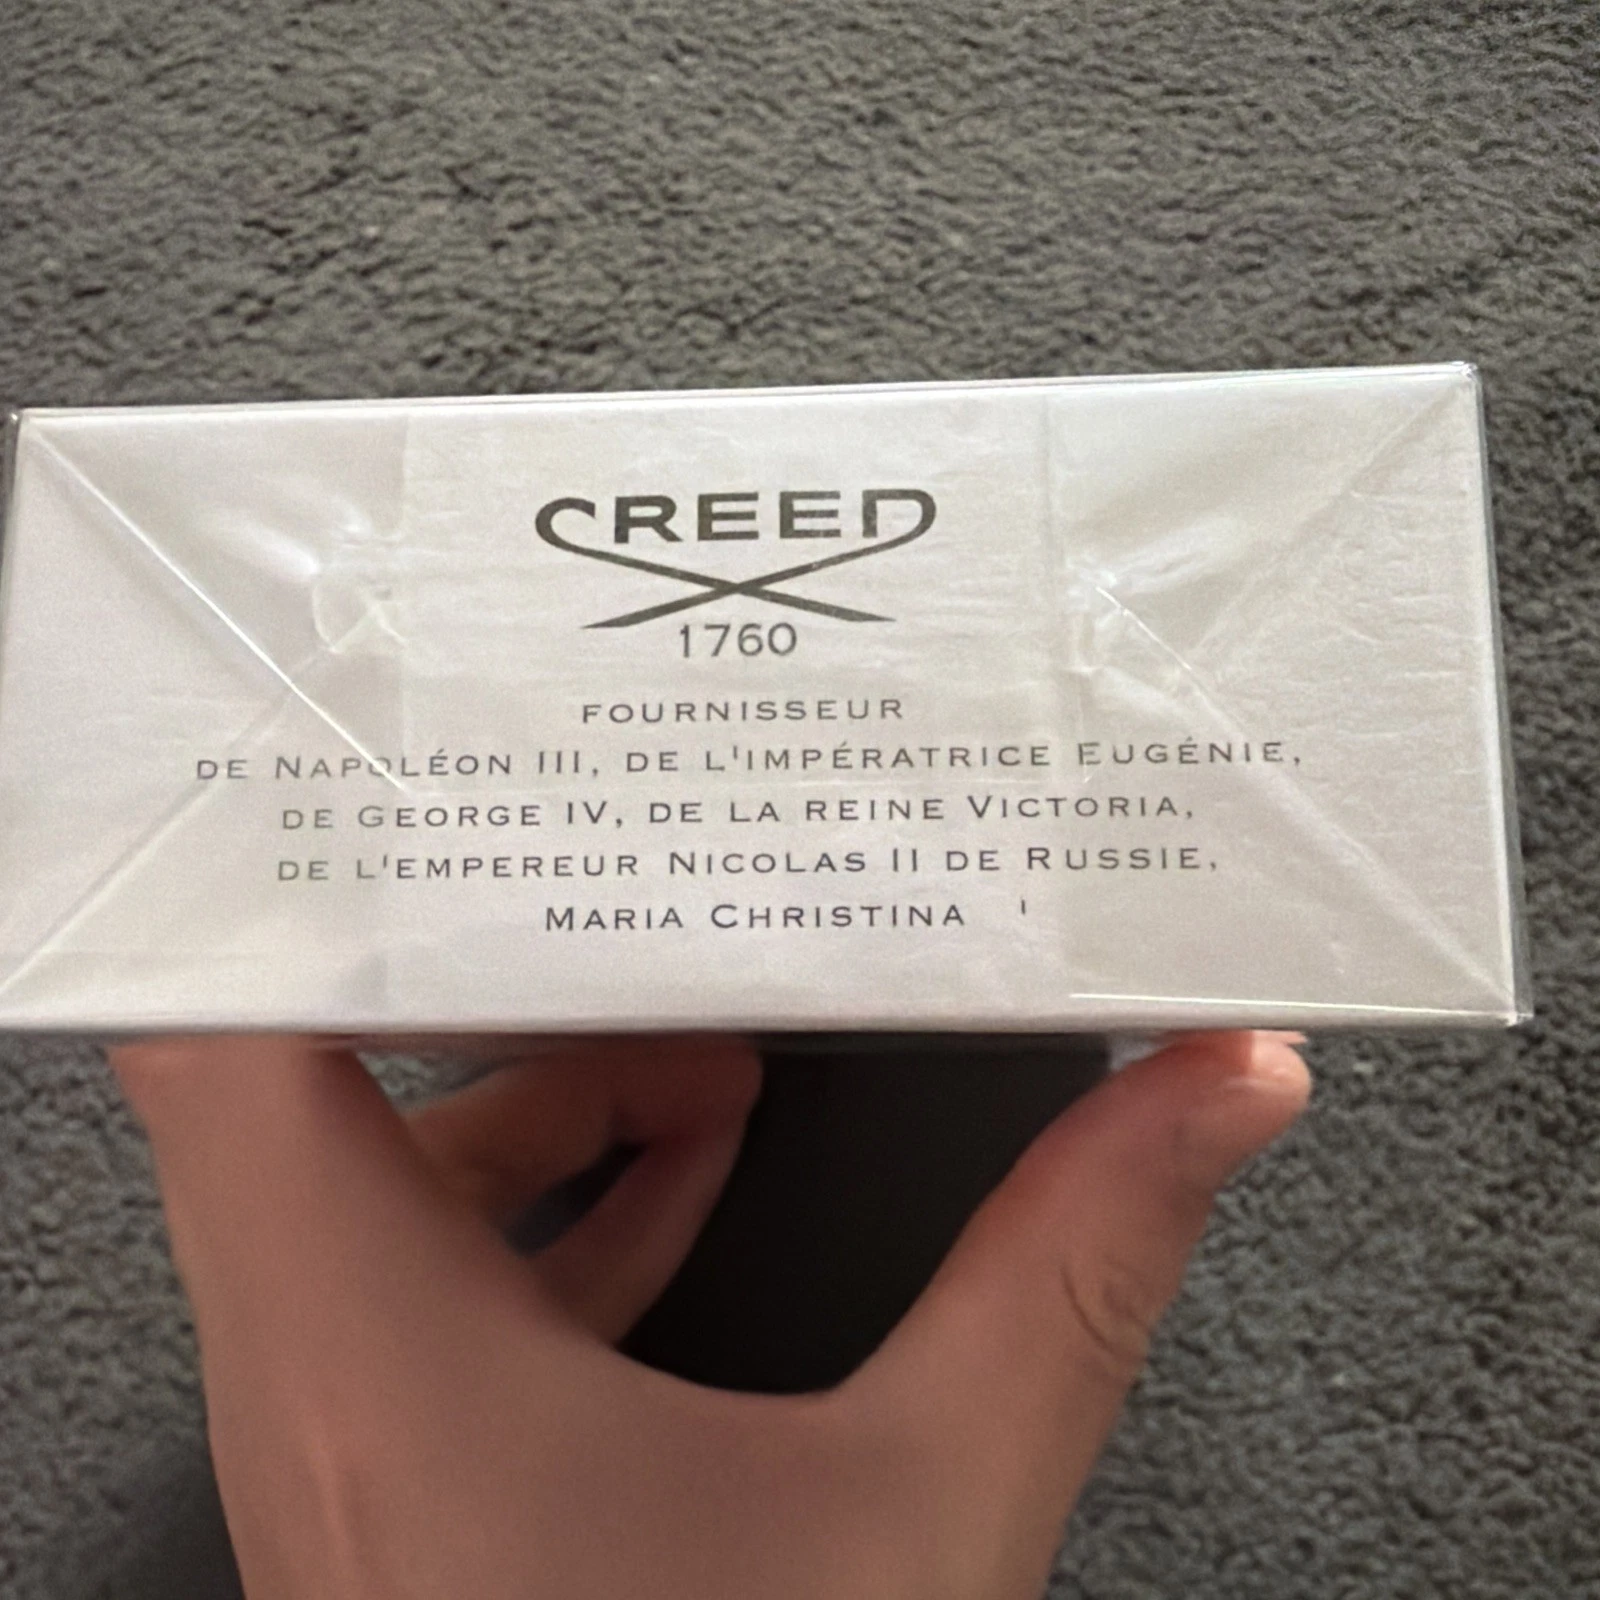 CREED
1760
FOURNISSEUR
DE NAPOLÉON III, DE L'IMPÉRATRICE EUGÉNIE,
DE GEORGE IV, DE LA REINE VICTORIA,
DE L'EMPEREUR NICOLAS II DE RUSSIE,
MARIA CHRISTINA '